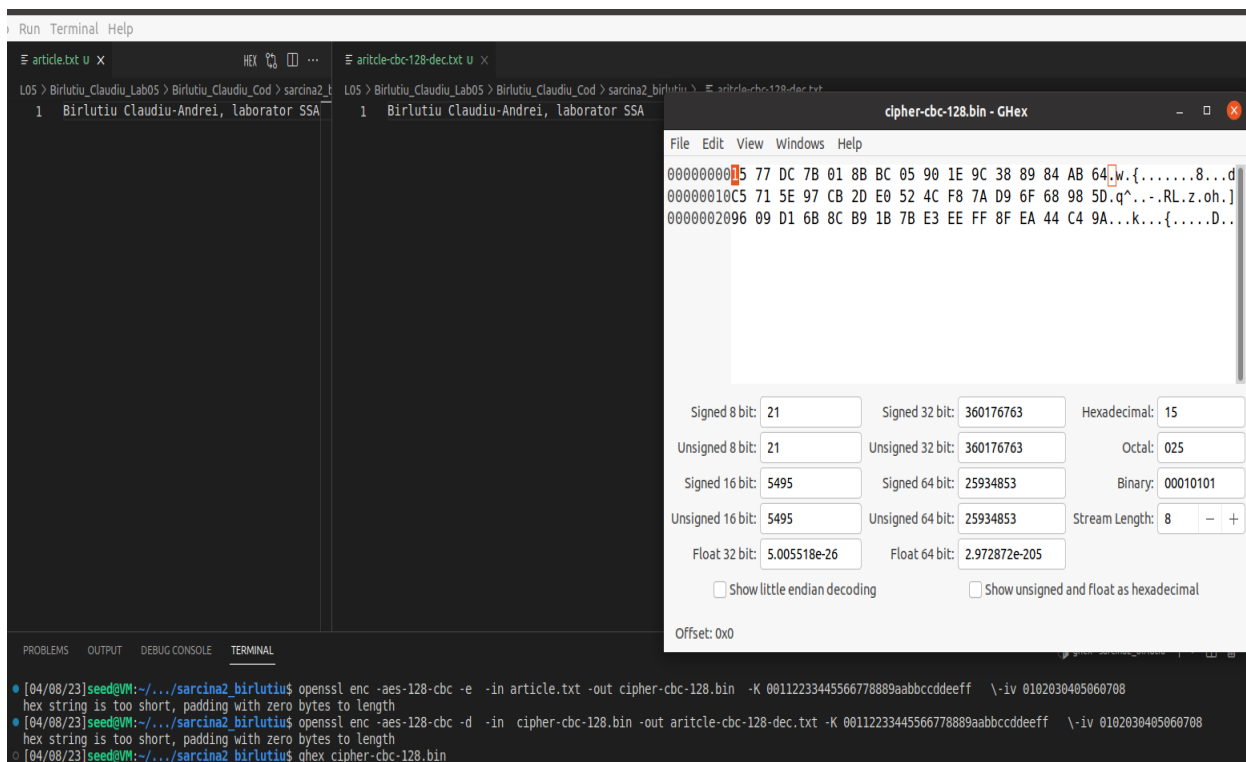 Run Terminal Help
article.txt U ×
HEX ···
aritcle-cbc-128-dec.txt U ×
L05 > Birlutiu_Claudiu_Lab05 > Birlutiu_Claudiu_Cod > sarcina2_b
L05 > Birlutiu_Claudiu_Lab05 > Birlutiu_Claudiu_Cod > sarcina2_birlutiu > aritcle-cbc-128-dec.txt
1 Birlutiu Claudiu-Andrei, laborator SSA
1 Birlutiu Claudiu-Andrei, laborator SSA
cipher-cbc-128.bin - GHex
File Edit View Windows Help
00000000 15 77 DC 7B 01 8B BC 05 90 1E 9C 38 89 84 AB 64 .w.{.......8...d
00000010 C5 71 5E 97 CB 2D E0 52 4C F8 7A D9 6F 68 98 5D .q^..-.RL.z.oh.]
00000020 96 09 D1 6B 8C B9 1B 7B E3 EE FF 8F EA 44 C4 9A ...k...{.....D..
Signed 8 bit: 21 Signed 32 bit: 360176763 Hexadecimal: 15
Unsigned 8 bit: 21 Unsigned 32 bit: 360176763 Octal: 025
Signed 16 bit: 5495 Signed 64 bit: 25934853 Binary: 00010101
Unsigned 16 bit: 5495 Unsigned 64 bit: 25934853 Stream Length: 8 − +
Float 32 bit: 5.005518e-26 Float 64 bit: 2.972872e-205
Show little endian decoding Show unsigned and float as hexadecimal
Offset: 0x0
PROBLEMS OUTPUT DEBUG CONSOLE TERMINAL
[04/08/23]seed@VM:~/.../sarcina2_birlutiu$ openssl enc -aes-128-cbc -e -in article.txt -out cipher-cbc-128.bin -K 00112233445566778889aabbccddeeff \-iv 0102030405060708
hex string is too short, padding with zero bytes to length
[04/08/23]seed@VM:~/.../sarcina2_birlutiu$ openssl enc -aes-128-cbc -d -in cipher-cbc-128.bin -out aritcle-cbc-128-dec.txt -K 00112233445566778889aabbccddeeff \-iv 0102030405060708
hex string is too short, padding with zero bytes to length
[04/08/23]seed@VM:~/.../sarcina2_birlutiu$ ghex cipher-cbc-128.bin